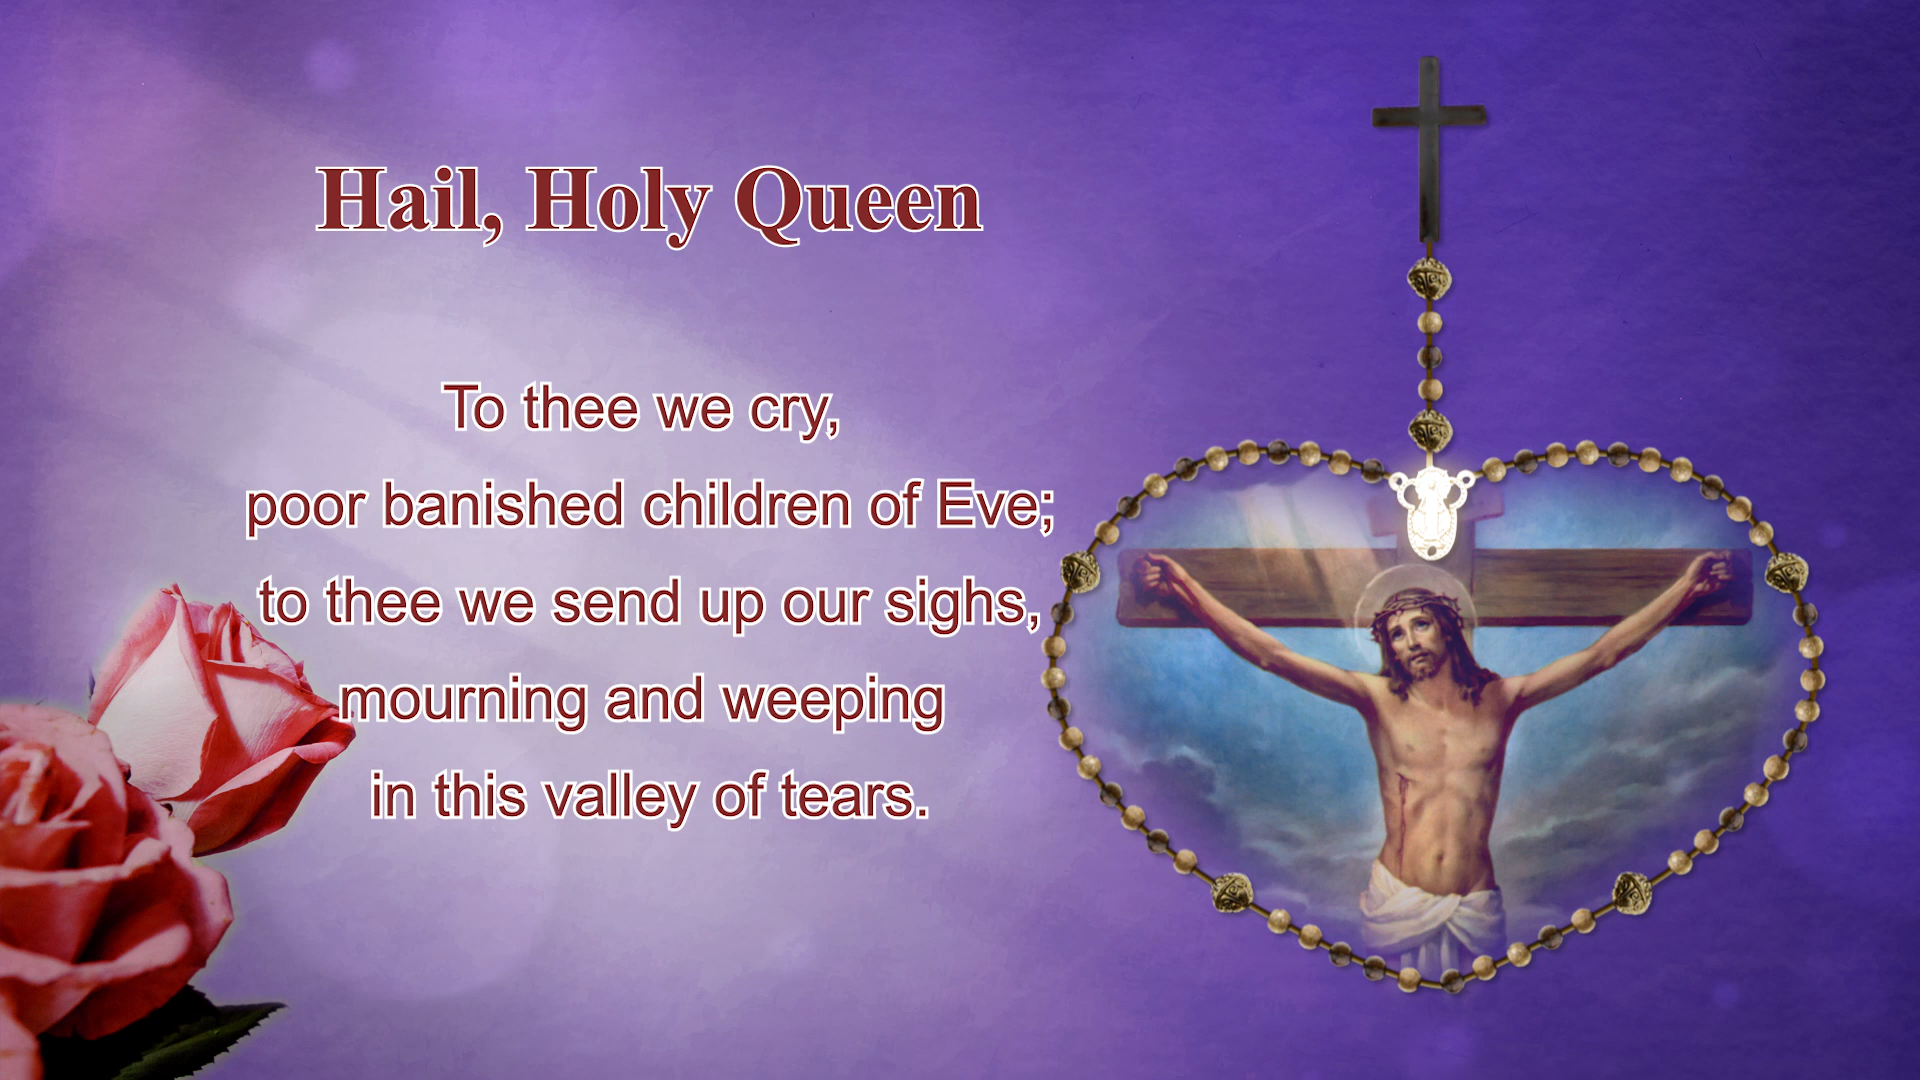 Hail, Holy Queen
To thee we cry,
poor banished children of Eve;
to thee we send up our sighs,
mourning and weeping
in this valley of tears.